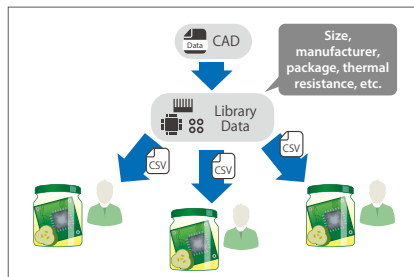 Data
CAD
Size,
manufacturer,
package, thermal
resistance, etc.
Library
Data
CSV
CSV
CSV